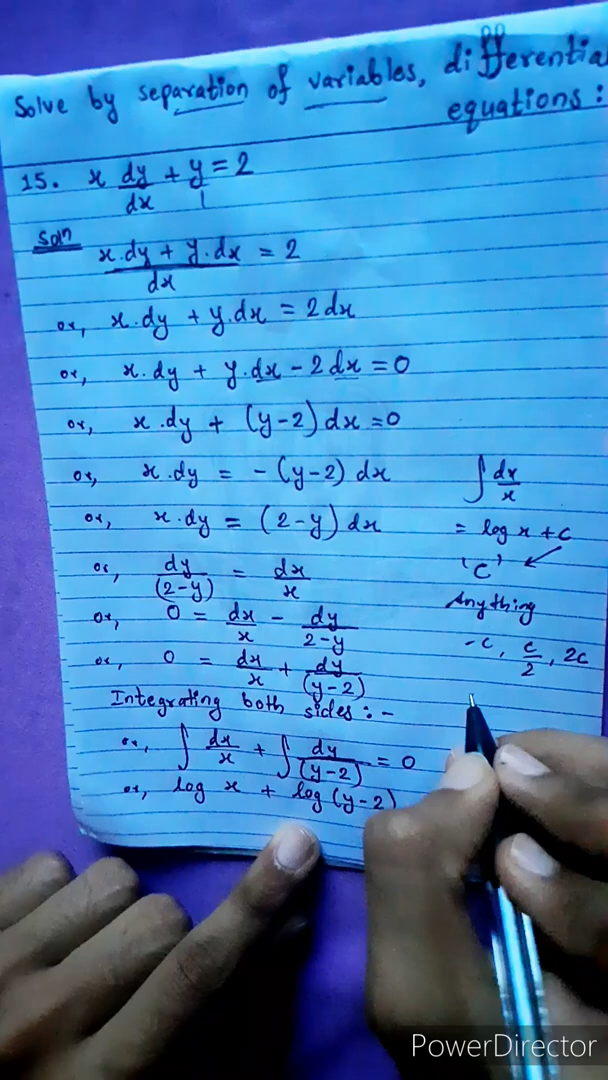 Solve by separation of variables, differential
equations:
15. x dy/dx + y = 2
Soln
x.dy + y.dx / dx = 2
or, x.dy + y.dx = 2dx
or, x.dy + y.dx - 2dx = 0
or, x.dy + (y-2) dx = 0
or, x.dy = -(y-2) dx
or, x.dy = (2-y) dx
or, dy/(2-y) = dx/x
or, 0 = dx/x - dy/2-y
or, 0 = dx/x + dy/(y-2)
Integrating both sides:-
or, ∫ dx/x + ∫ dy/(y-2) = 0
or, log x + log (y-2)
∫ dx/x
= log x + c
'C' ↙
Anything
-c, c/2, 2c
PowerDirector